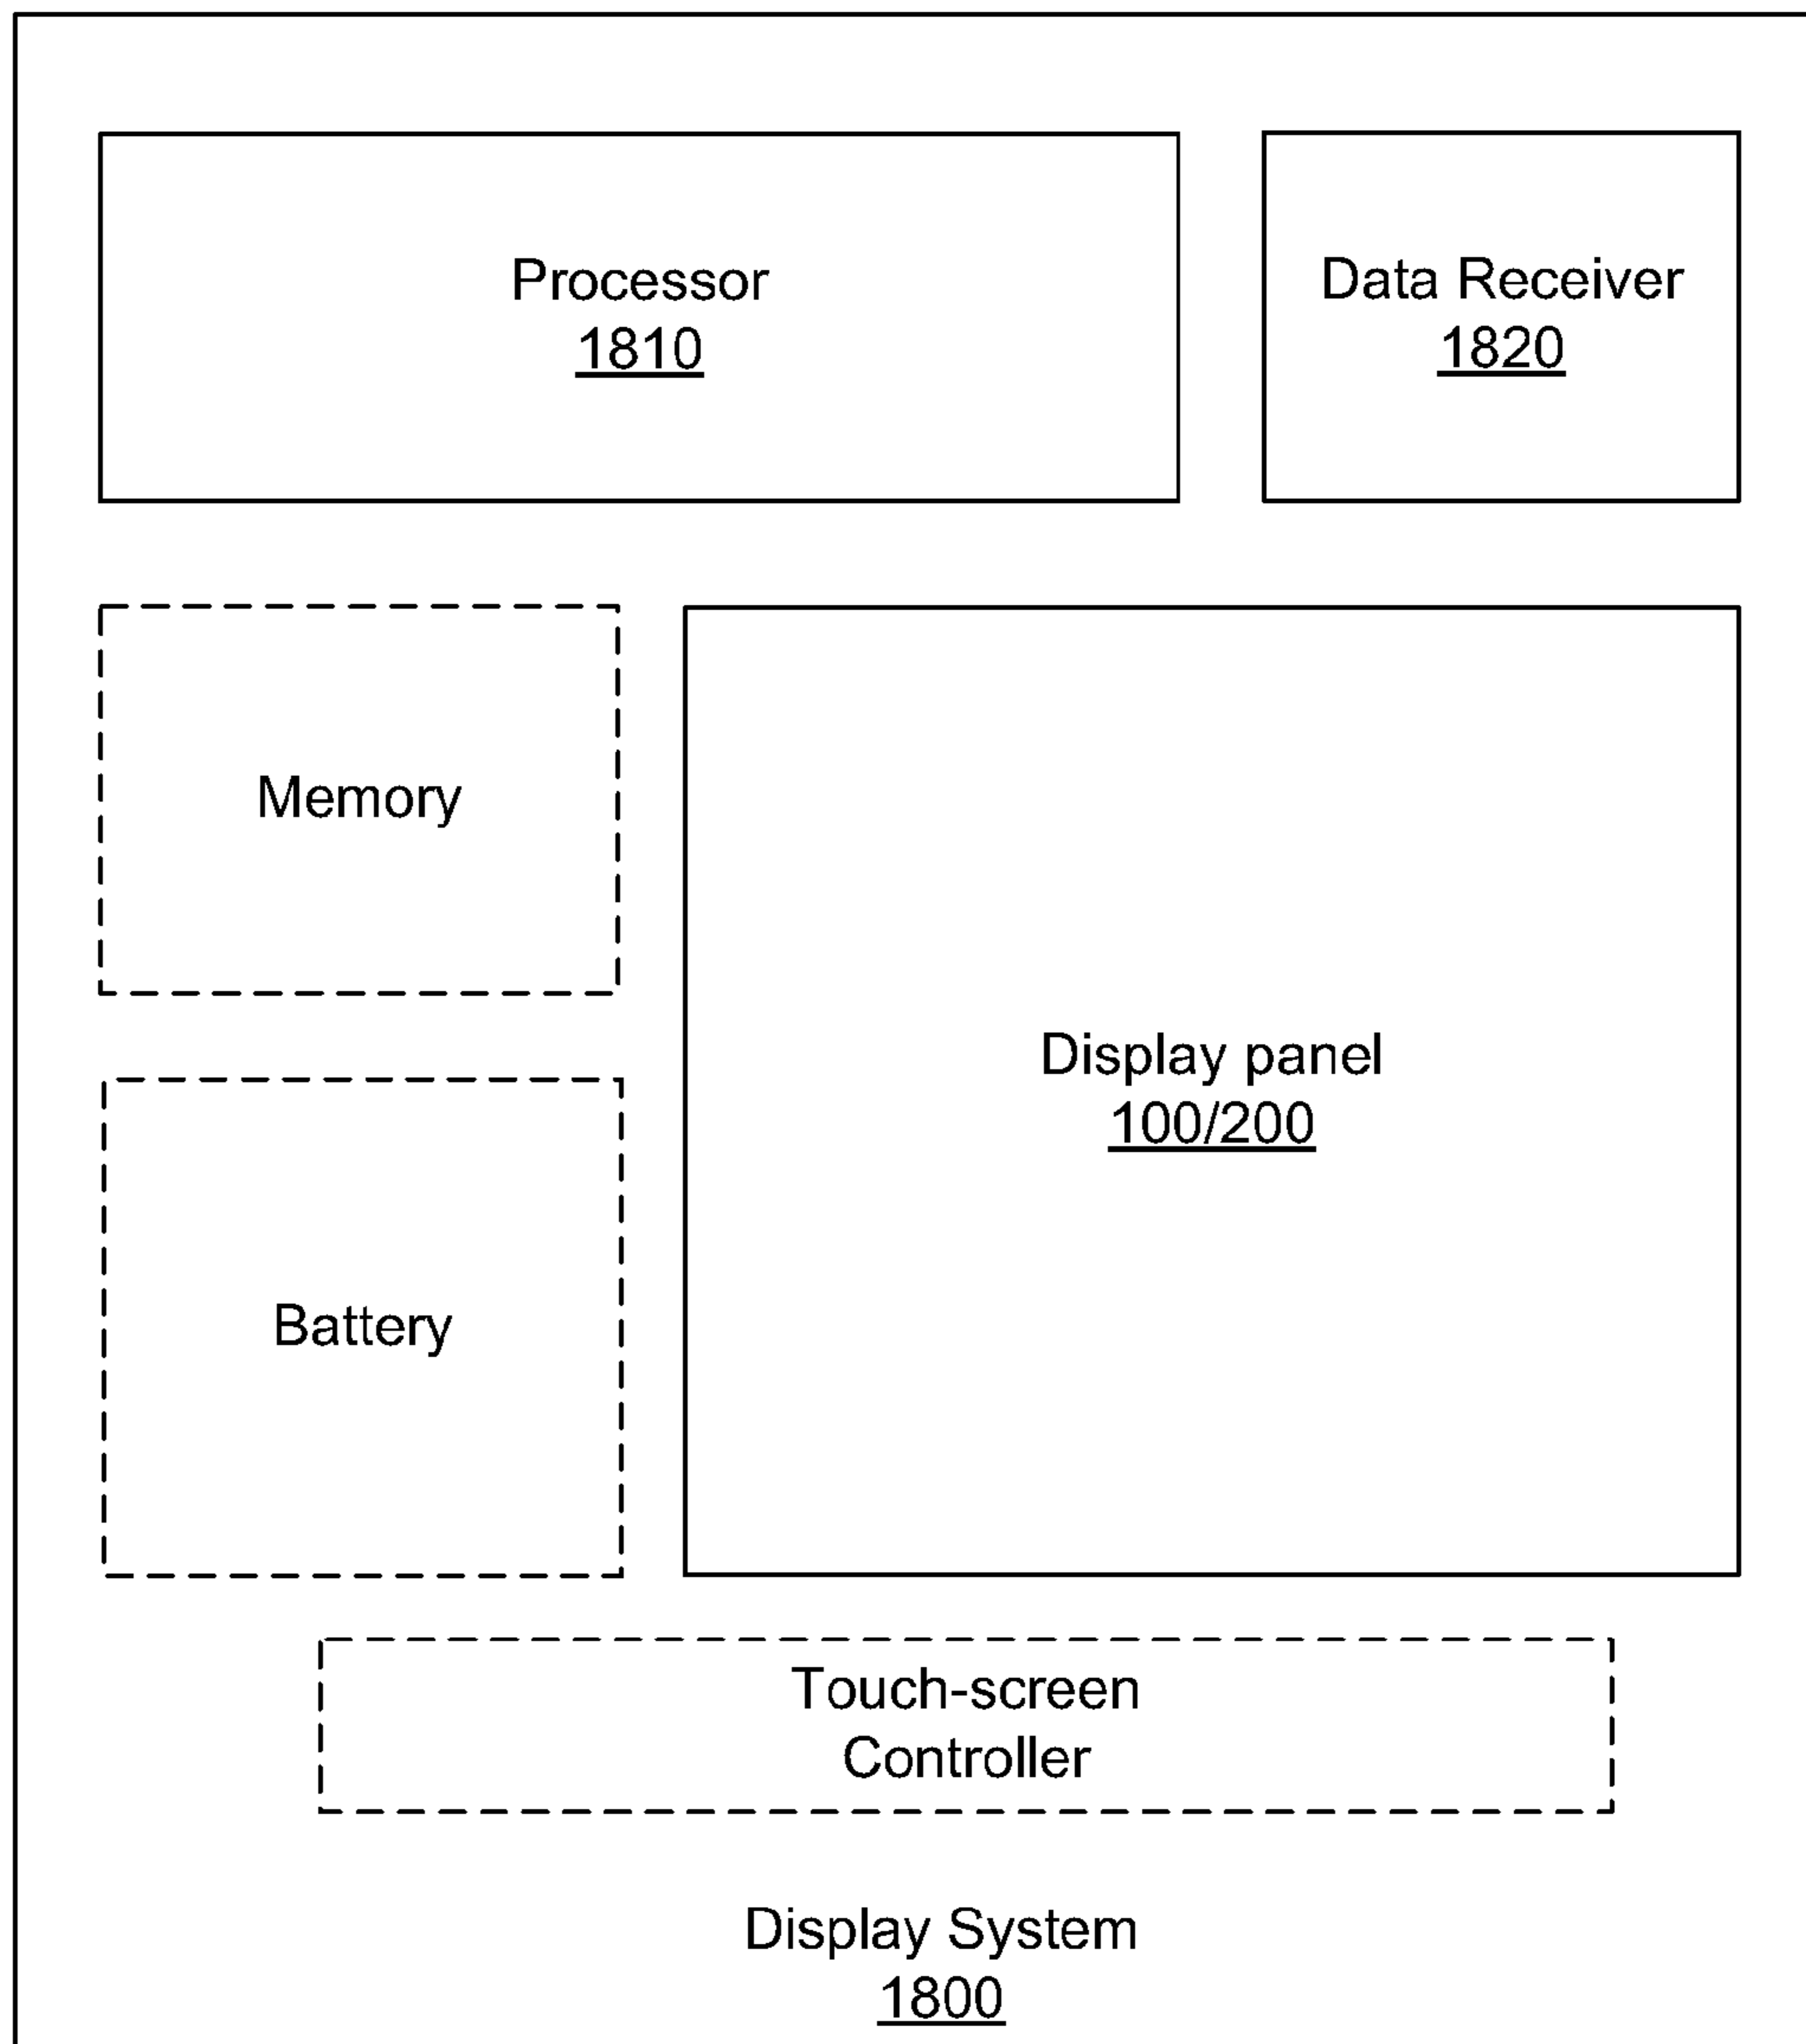 Processor
1810
Data Receiver
1820
Memory
Display panel
100/200
Battery
Touch-screen
Controller
Display System
1800